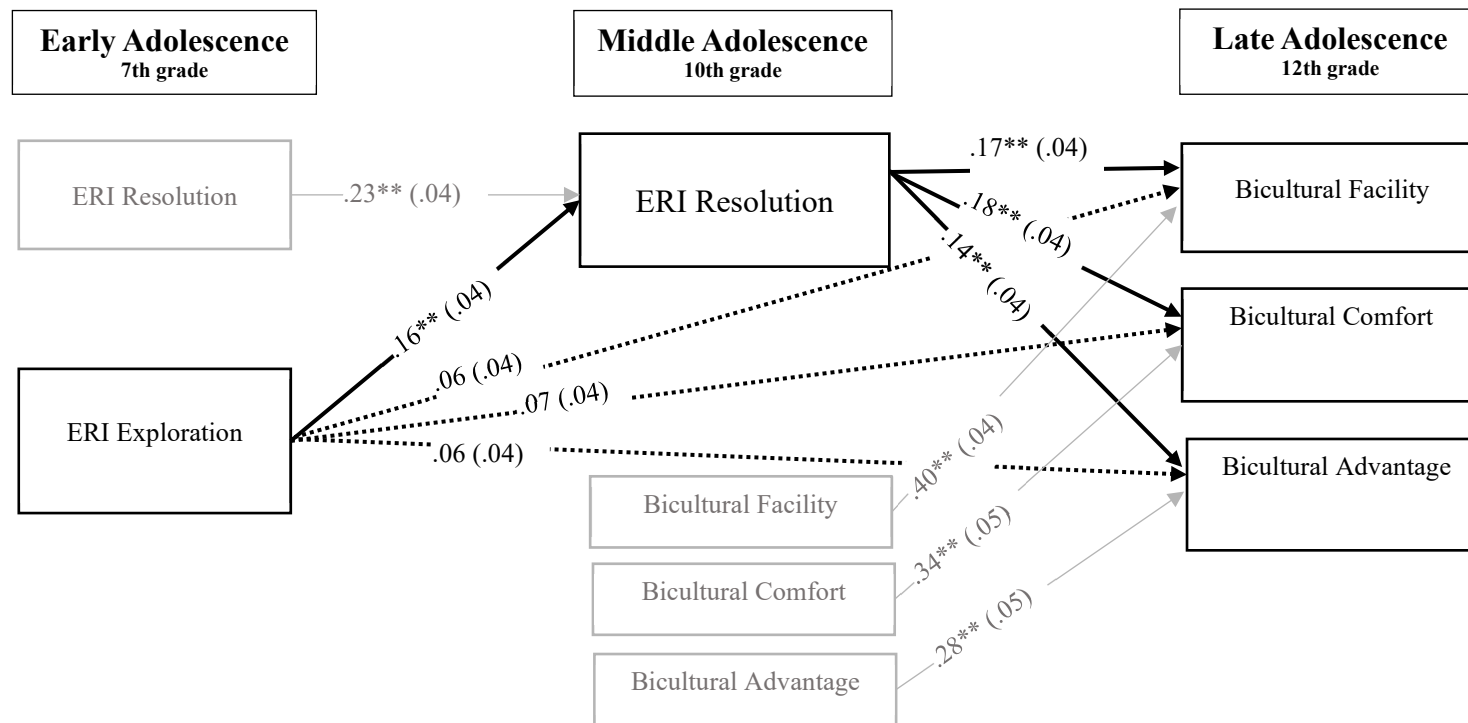 Early Adolescence
7th grade
Middle Adolescence
10th grade
Late Adolescence
12th grade
ERI Resolution
.23** (.04)
ERI Resolution
.17** (.04)
.18** (.04)
.14** (.04)
Bicultural Facility
Bicultural Comfort
Bicultural Advantage
.16** (.04)
ERI Exploration
.06 (.04)
.07 (.04)
.06 (.04)
Bicultural Facility
.40** (.04)
Bicultural Comfort
.34** (.05)
Bicultural Advantage
.28** (.05)